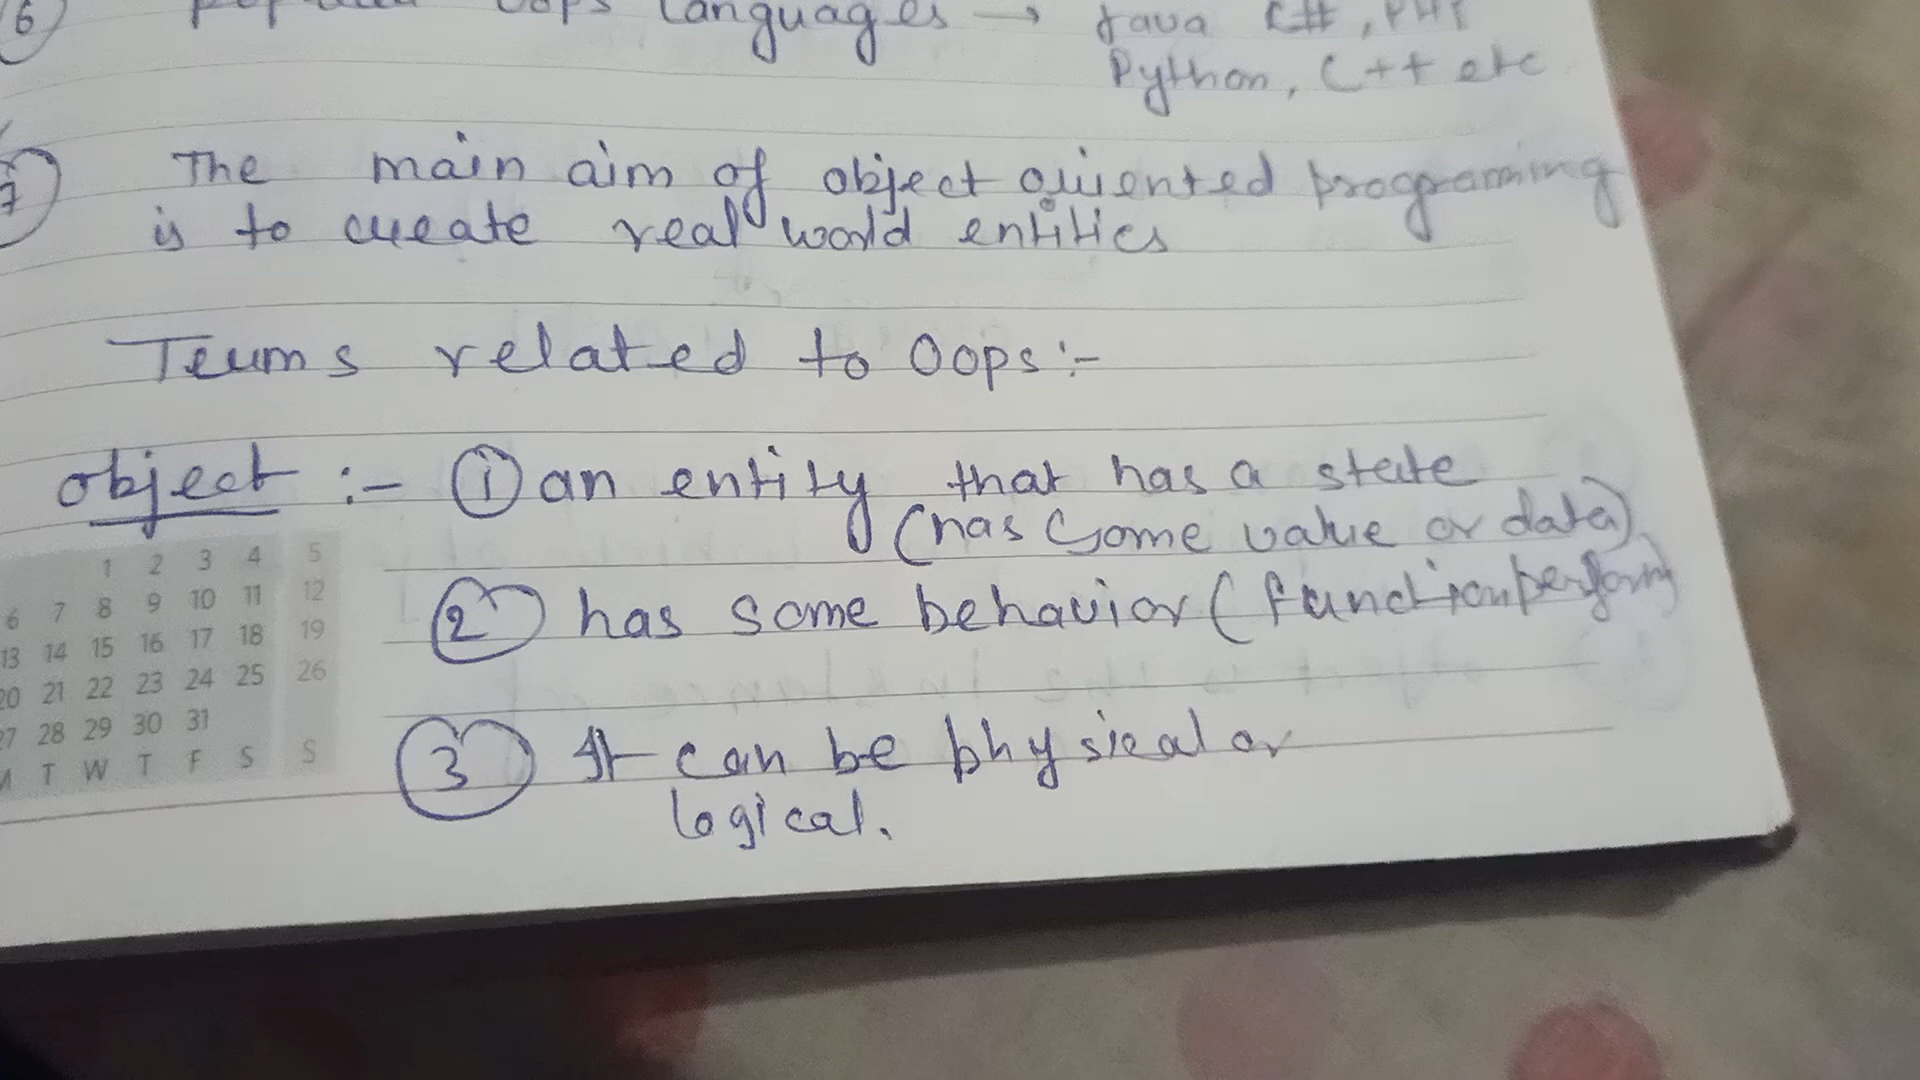 6 popular oops languages → Java C#, PHP
Python, C++ etc
7 The main aim of object oriented programming
is to create real world entities
Terms related to Oops:-
object :- 1 an entity that has a state
(has some value or data)
2 has some behavior (function perform)
3 It can be physical or
logical.
1 2 3 4 5
6 7 8 9 10 11 12
13 14 15 16 17 18 19
20 21 22 23 24 25 26
27 28 29 30 31
M T W T F S S